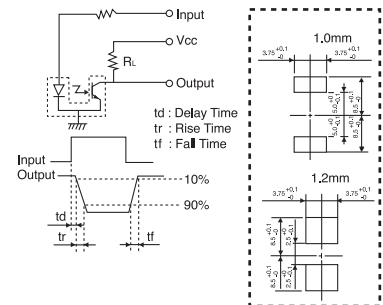 Input
Vcc
RL
Output
td : Delay Time
tr : Rise Time
tf : Fall Time
Input
Output
10%
90%
td
tr
tf
1.0mm
3.75 +0.1 -0
3.75 +0.1 -0
5.0 +0 -0.1
5.0 +0 -0.1
8.5 +0.1 -0
8.5 +0.1 -0
1.2mm
3.75 +0.1 -0
3.75 +0.1 -0
8.5 +0.1 -0
2.5 +0 -0.1
8.5 +0.1 -0
2.5 +0 -0.1